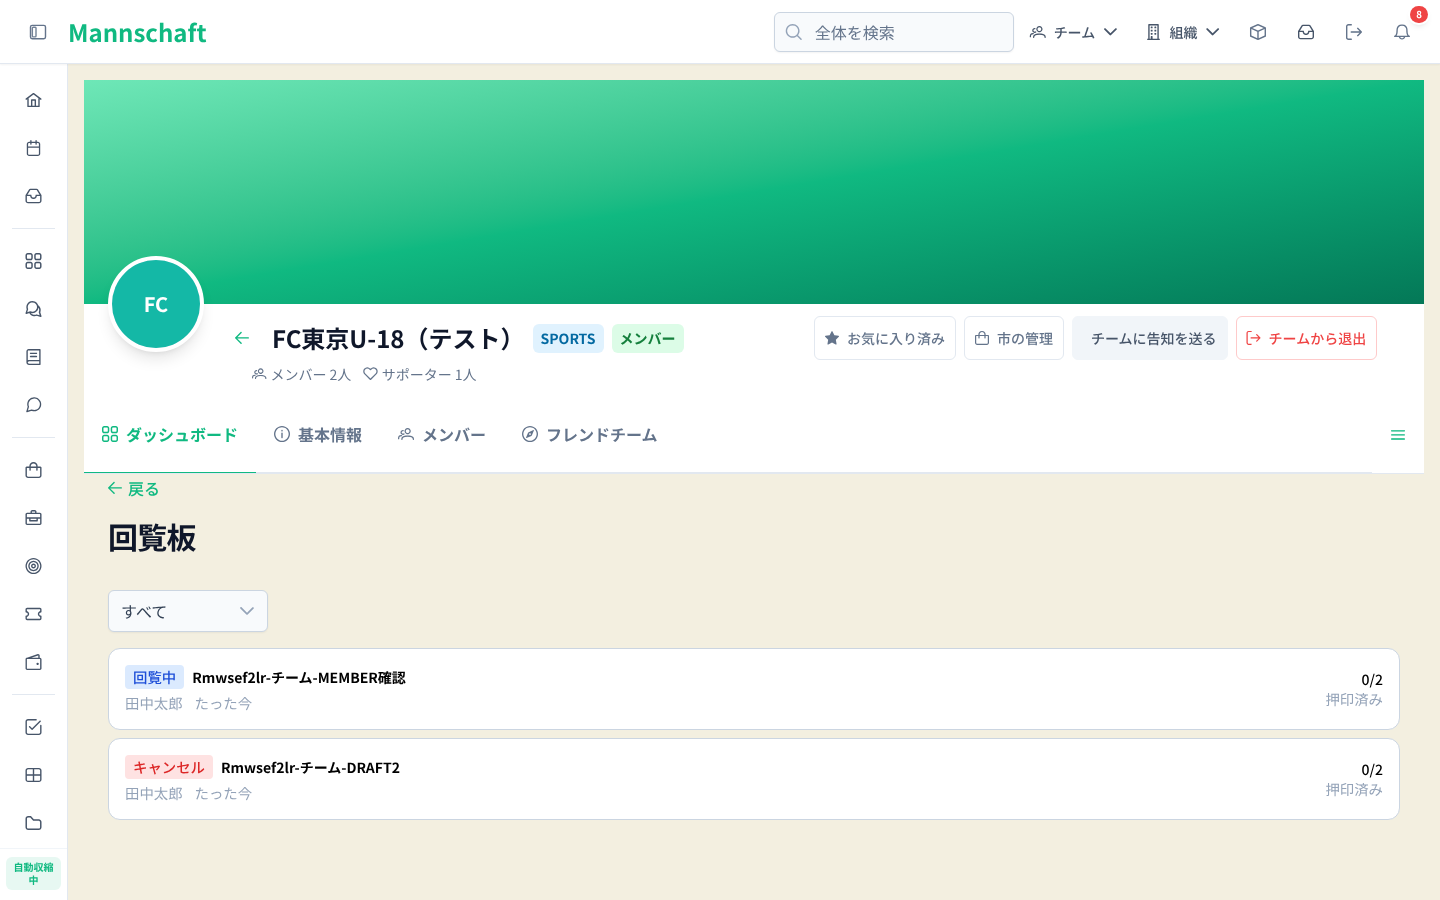 Mannschaft
全体を検索
チーム
組織
8
FC
FC東京U-18（テスト）
SPORTS
メンバー
お気に入り済み
市の管理
チームに告知を送る
チームから退出
メンバー 2人
サポーター 1人
ダッシュボード
基本情報
メンバー
フレンドチーム
戻る
回覧板
すべて
回覧中
Rmwsef2lr-チーム-MEMBER確認
田中太郎 たった今
0/2
押印済み
キャンセル
Rmwsef2lr-チーム-DRAFT2
田中太郎 たった今
0/2
押印済み
自動収縮
中